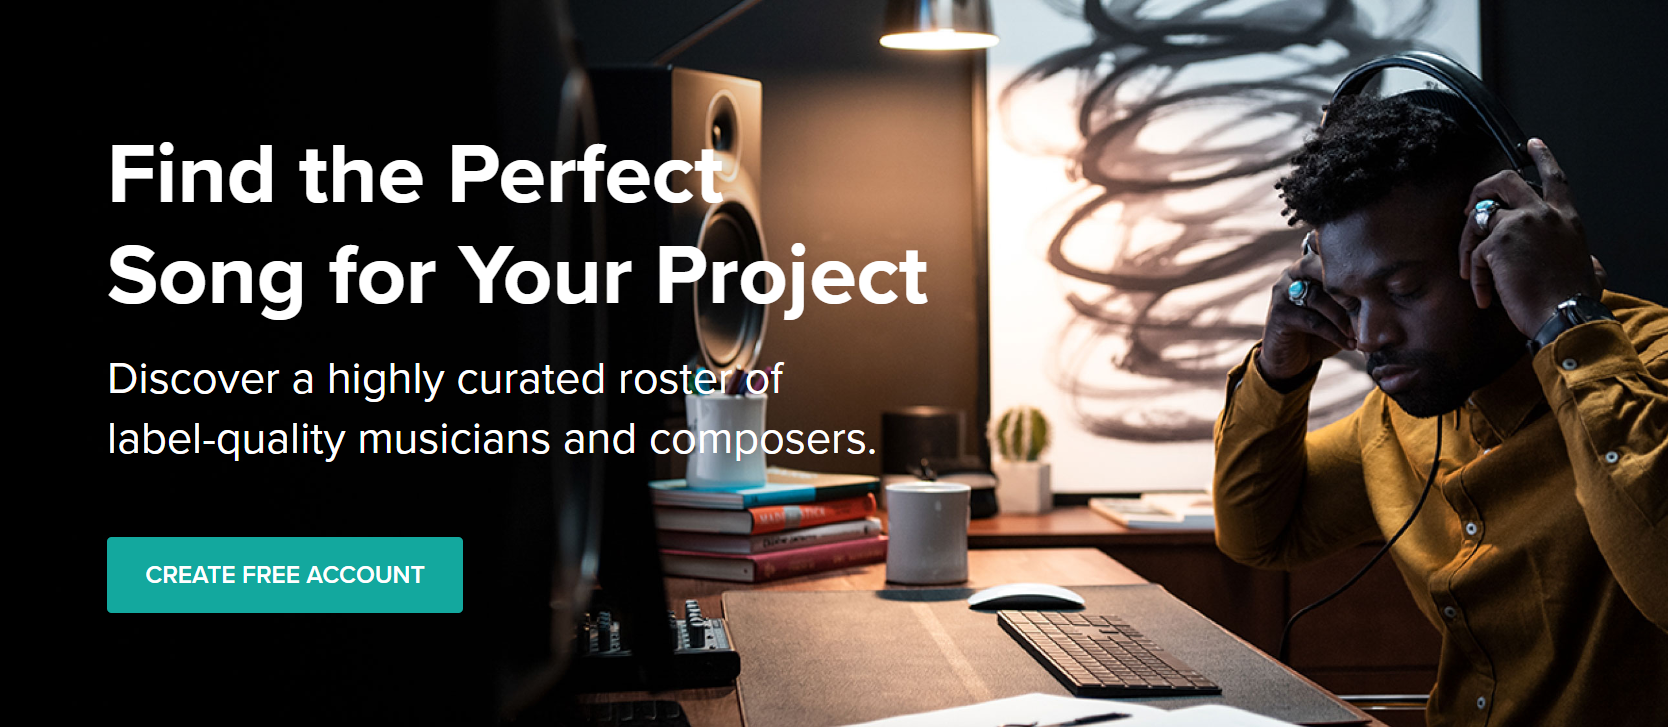 Find the Perfect
Song for Your Project
Discover a highly curated roster of
label-quality musicians and composers.
CREATE FREE ACCOUNT